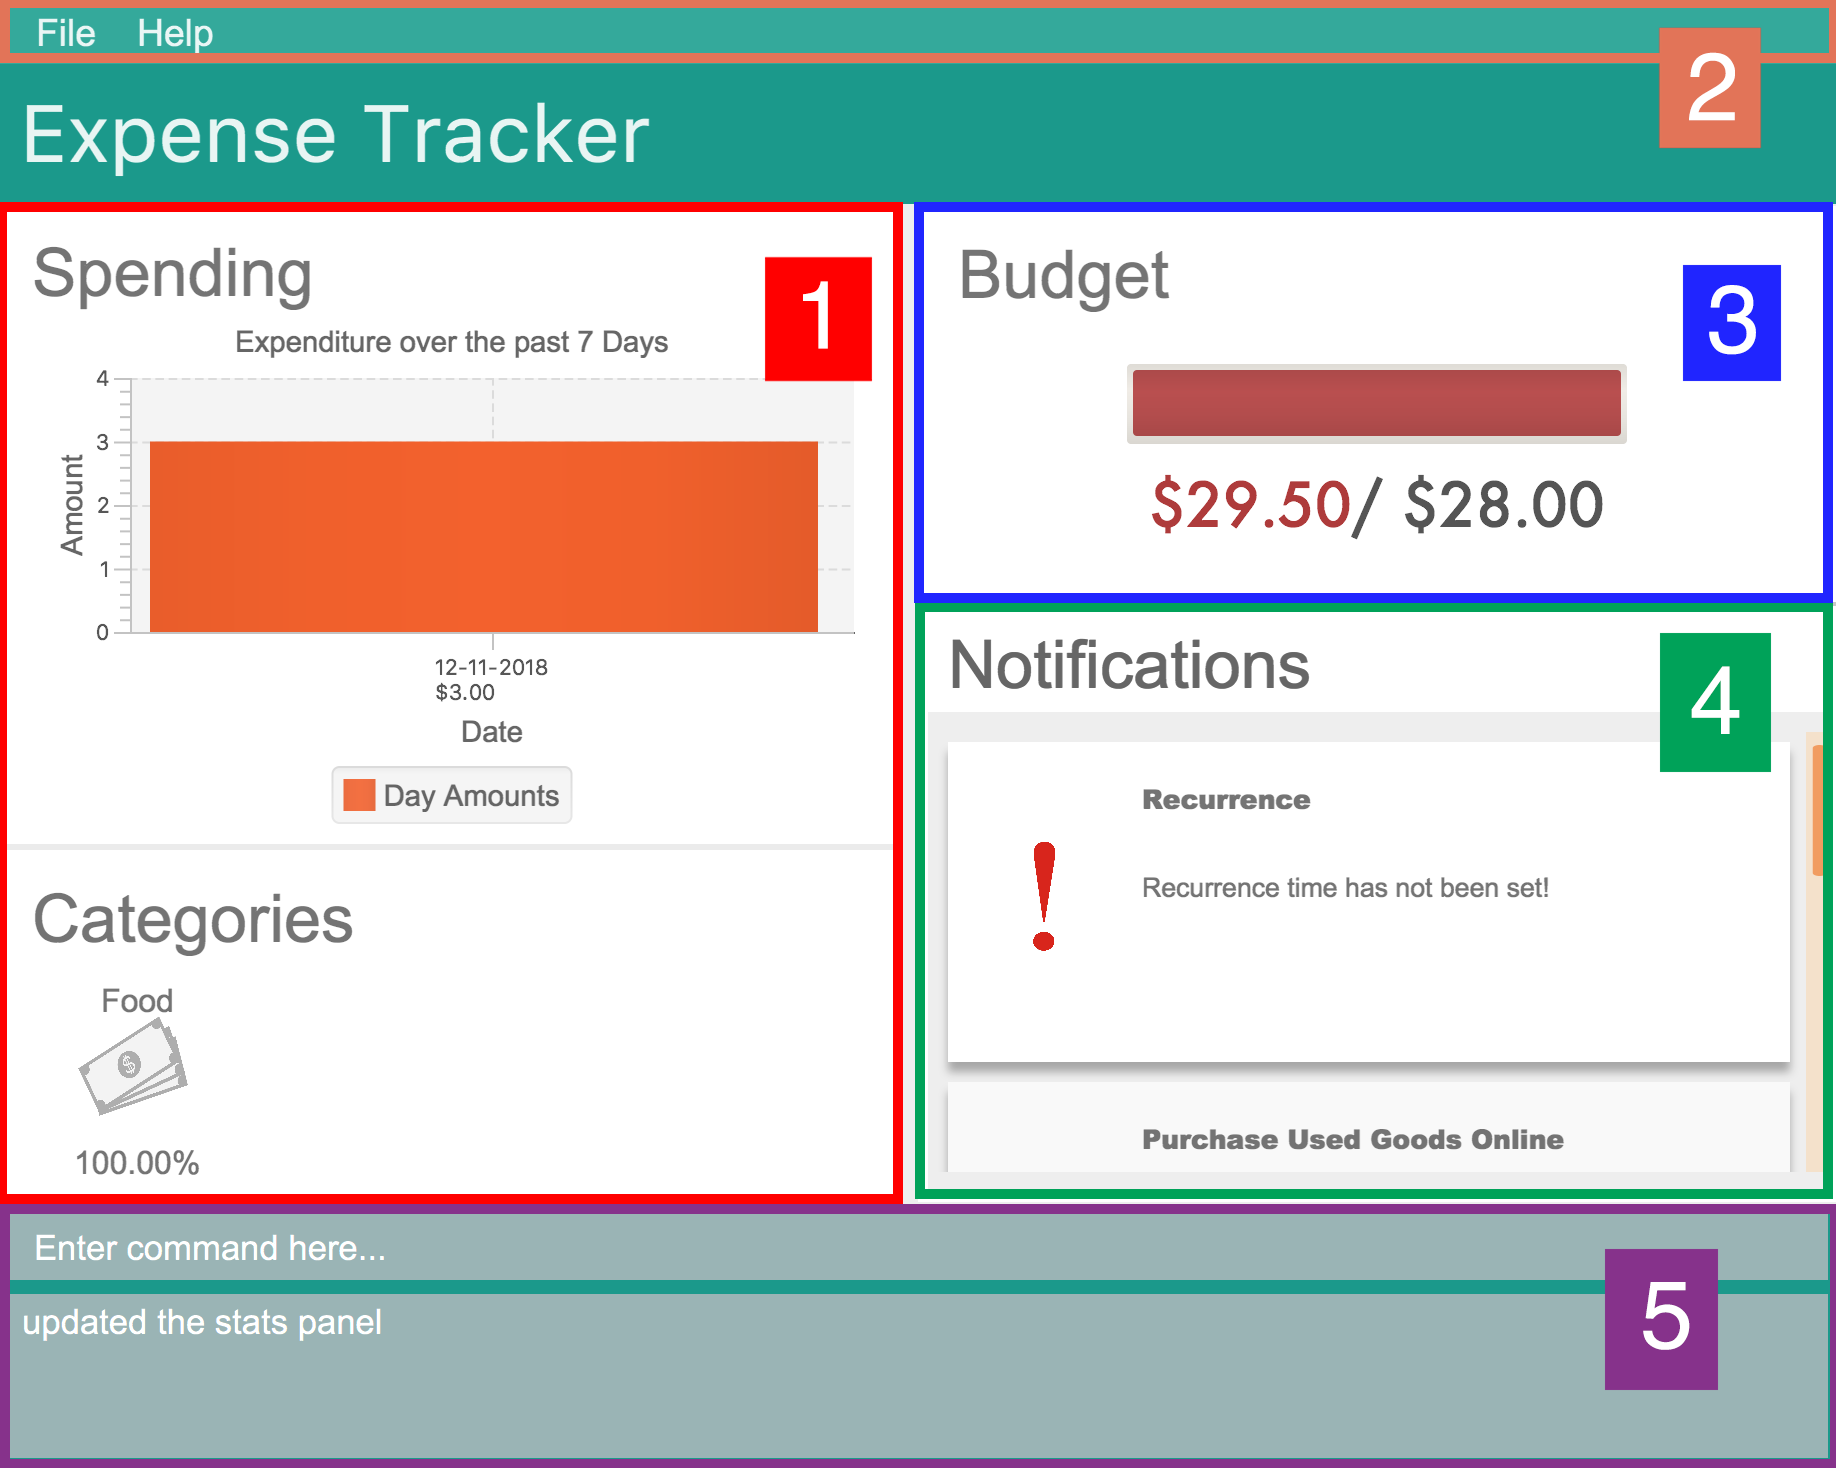 File Help
2
Expense Tracker
Spending
1
Expenditure over the past 7 Days
4
3
2
1
0
Amount
12-11-2018
$3.00
Date
Day Amounts
Categories
Food
$
100.00%
Budget
3
$29.50/ $28.00
Notifications
4
Recurrence
Recurrence time has not been set!
Purchase Used Goods Online
Enter command here...
5
updated the stats panel